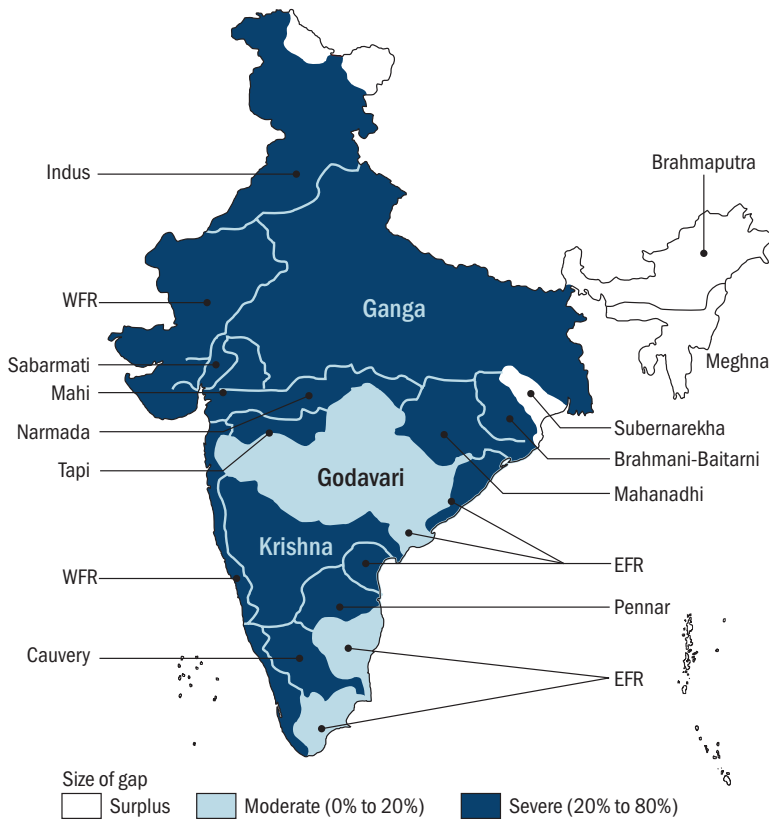 Indus
Brahmaputra
WFR
Ganga
Sabarmati
Meghna
Mahi
Narmada
Subernarekha
Brahmani-Baitarni
Tapi
Godavari
Mahanadhi
Krishna
WFR
EFR
Pennar
Cauvery
EFR
Size of gap
Surplus
Moderate (0% to 20%)
Severe (20% to 80%)